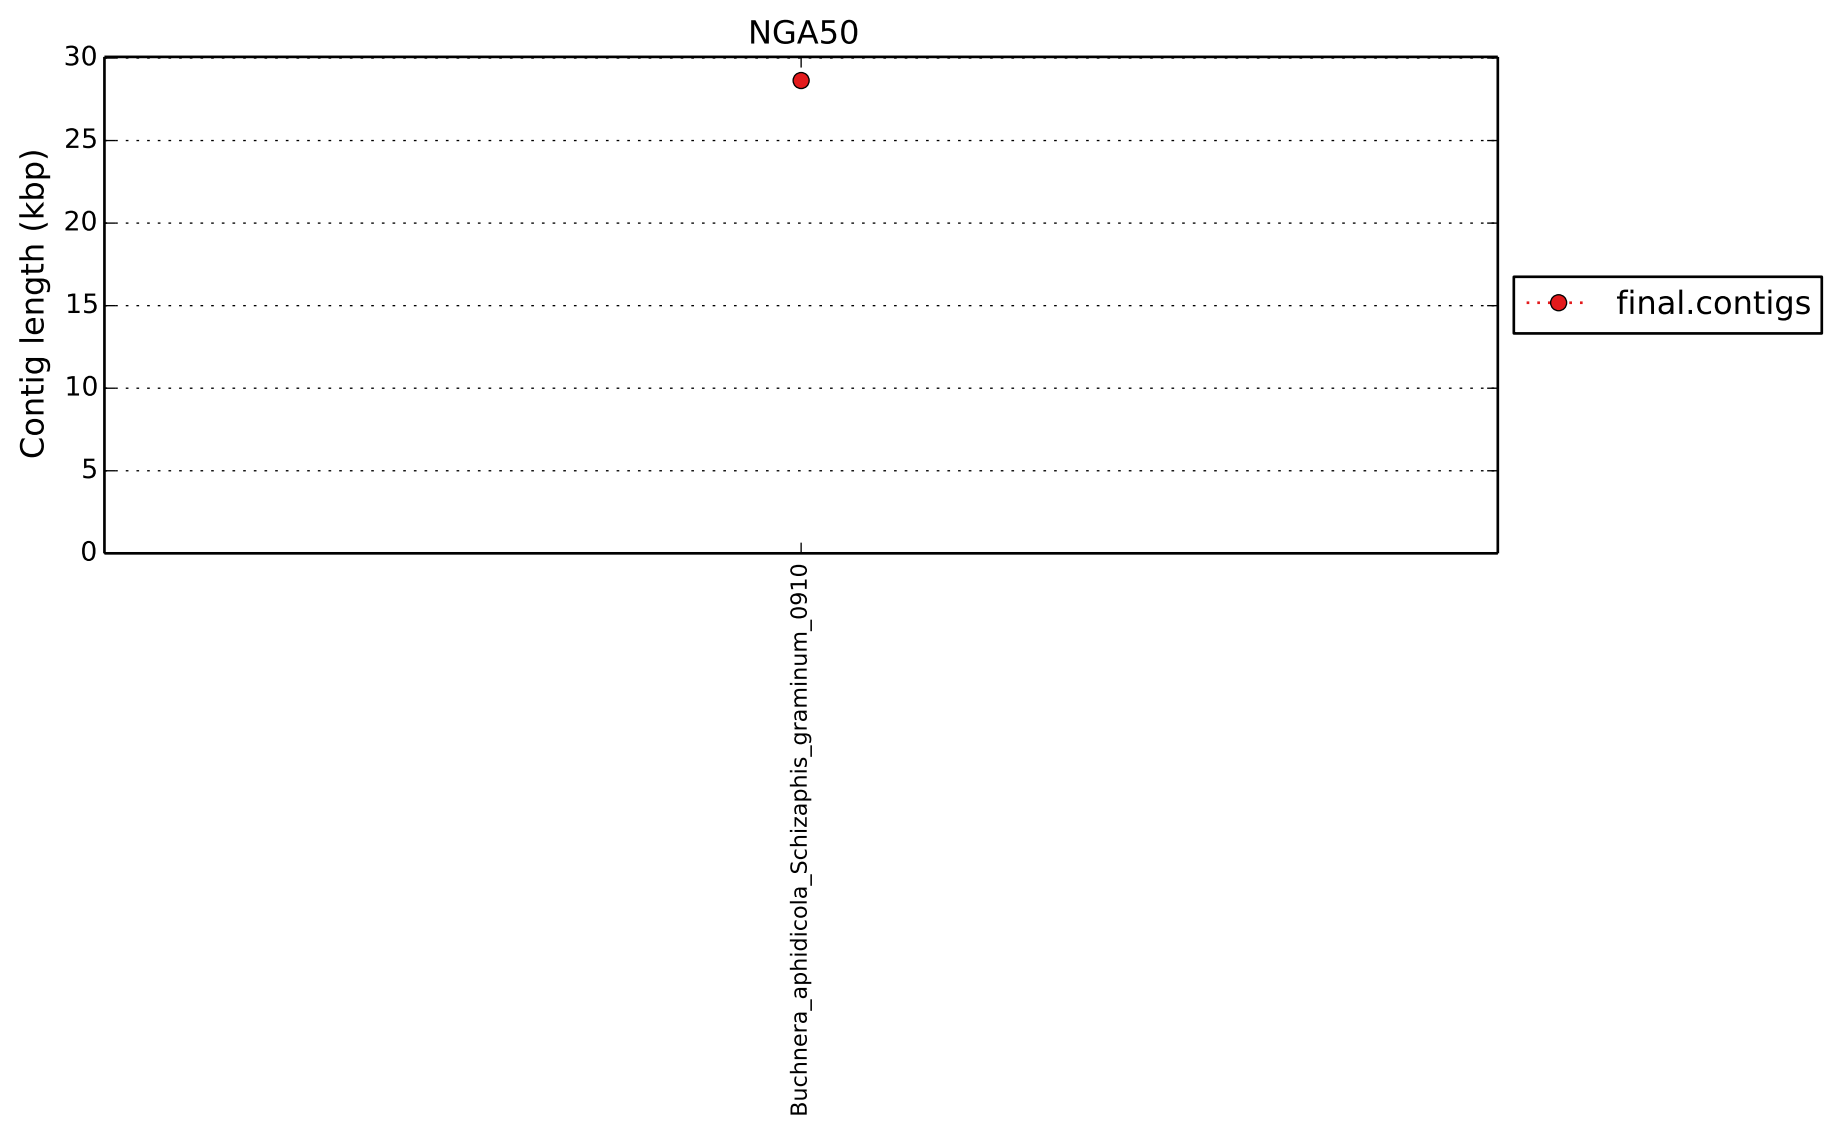 NGA50
30
25
20
15
10
5
0
Contig length (kbp)
final.contigs
Buchnera_aphidicola_Schizaphis_graminum_0910